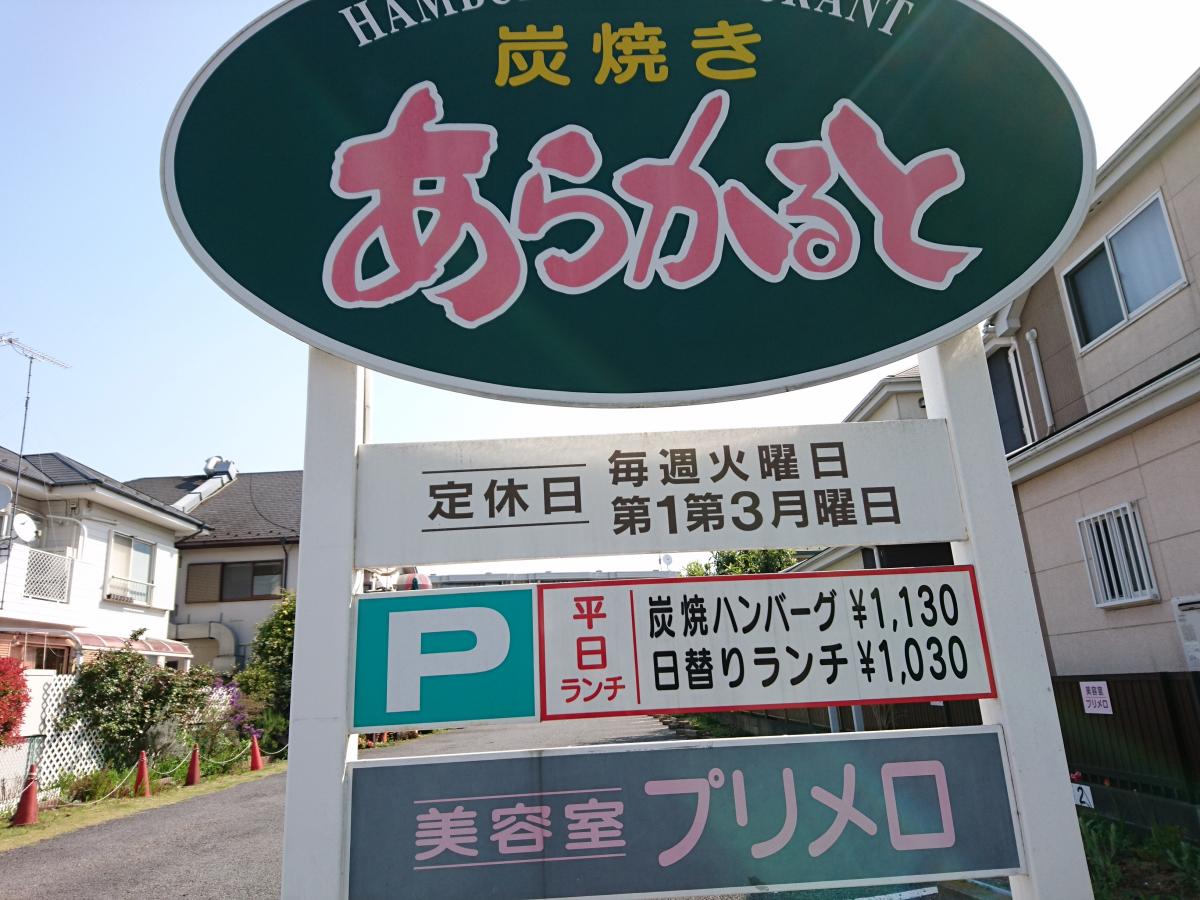 炭焼き
あらかると
定休日
毎週火曜日
第1第3月曜日
P
平日
ランチ
炭焼ハンバーグ ¥1,130
日替りランチ ¥1,030
美容室 プリメロ
美容室
プリメロ
2